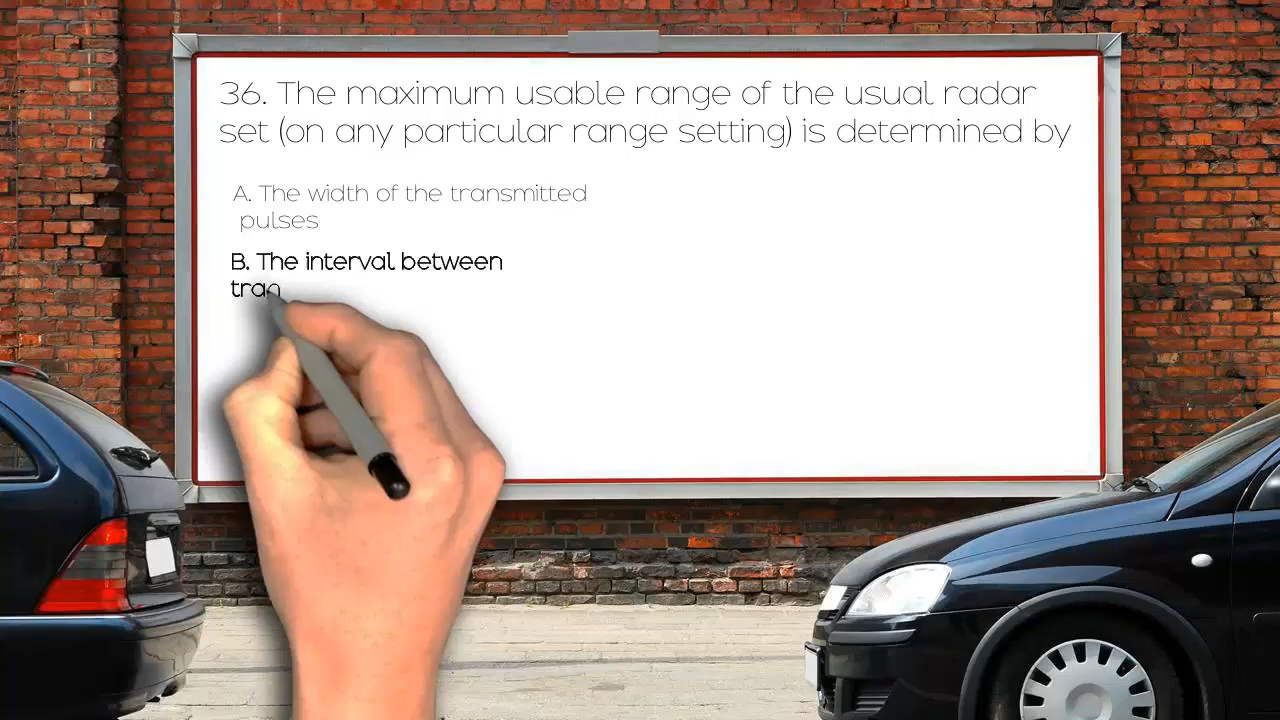 36. The maximum usable range of the usual radar
set (on any particular range setting) is determined by
A. The width of the transmitted
pulses
B. The interval between
tran